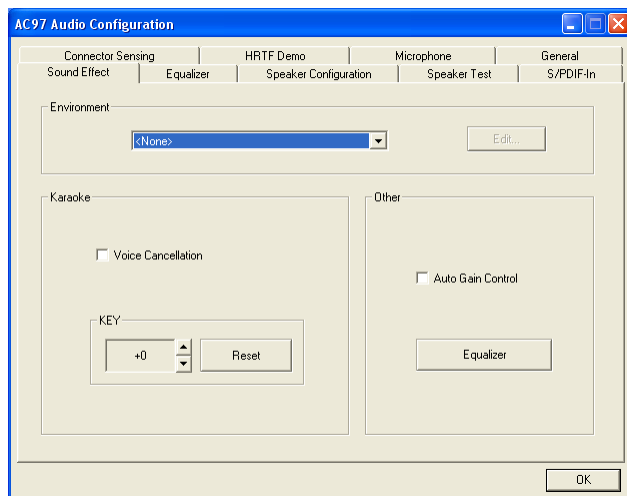 AC97 Audio Configuration
Connector Sensing HRTF Demo Microphone General
Sound Effect Equalizer Speaker Configuration Speaker Test S/PDIF-In
Environment
<None> Edit...
Karaoke
Voice Cancellation
KEY
+0 Reset
Other
Auto Gain Control
Equalizer
OK